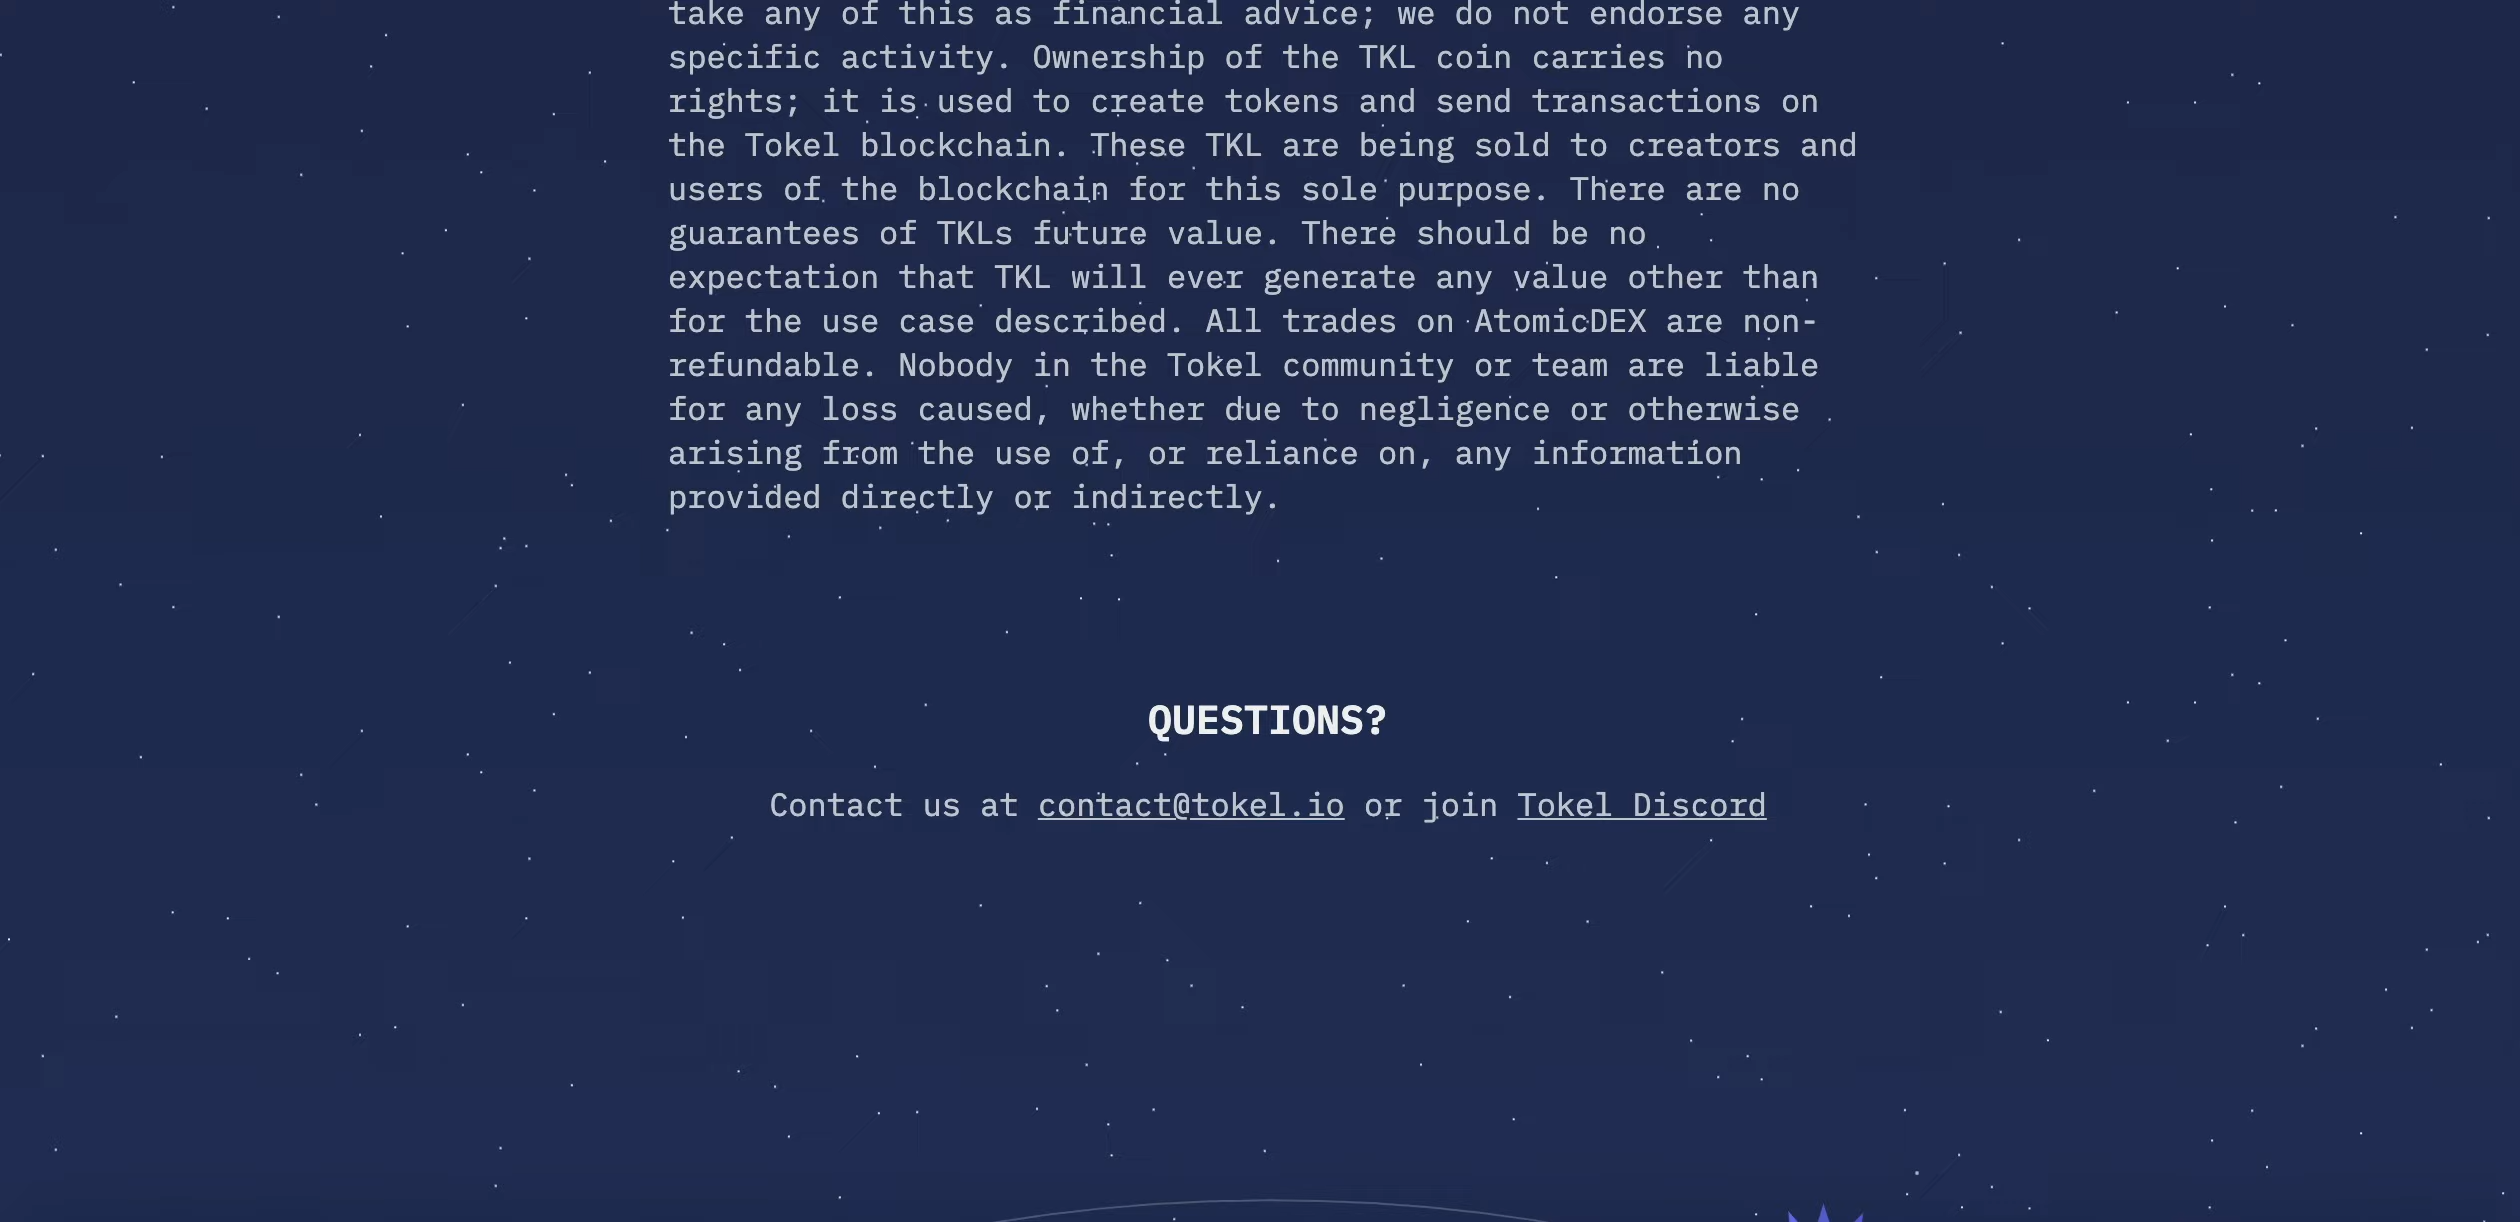 take any of this as financial advice; we do not endorse any
specific activity. Ownership of the TKL coin carries no
rights; it is used to create tokens and send transactions on
the Tokel blockchain. These TKL are being sold to creators and
users of the blockchain for this sole purpose. There are no
guarantees of TKLs future value. There should be no
expectation that TKL will ever generate any value other than
for the use case described. All trades on AtomicDEX are non-
refundable. Nobody in the Tokel community or team are liable
for any loss caused, whether due to negligence or otherwise
arising from the use of, or reliance on, any information
provided directly or indirectly.
QUESTIONS?
Contact us at contact@tokel.io or join Tokel Discord